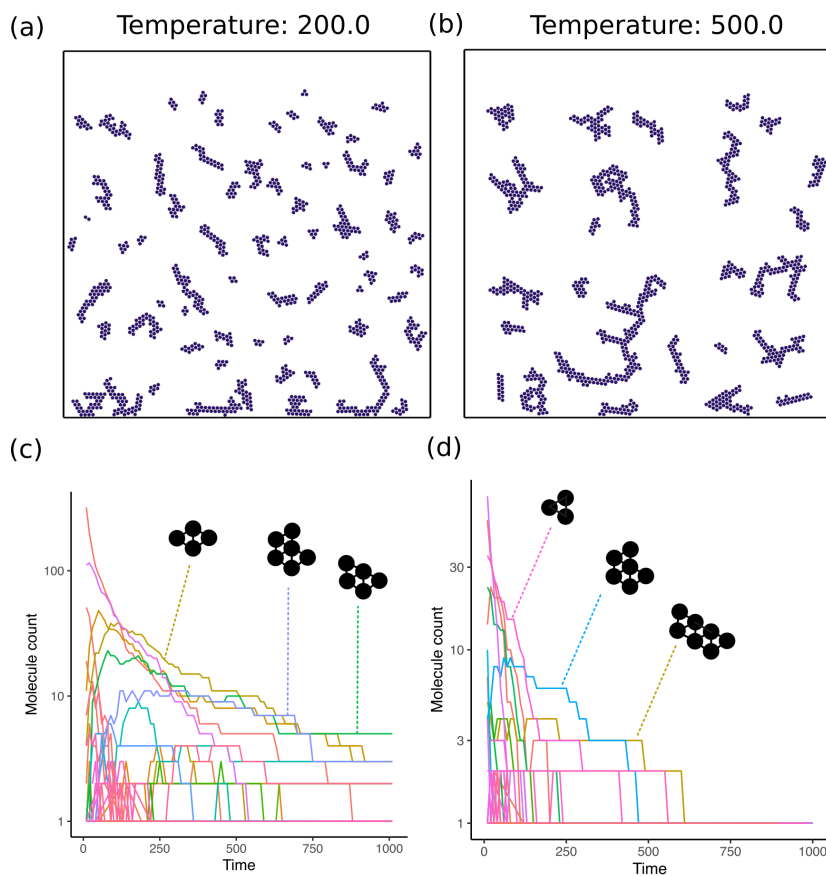 (a) Temperature: 200.0
(b) Temperature: 500.0
(c)
Molecule count
100
10
1
0 250 500 750 1000
Time
(d)
Molecule count
30
10
3
1
0 250 500 750 1000
Time